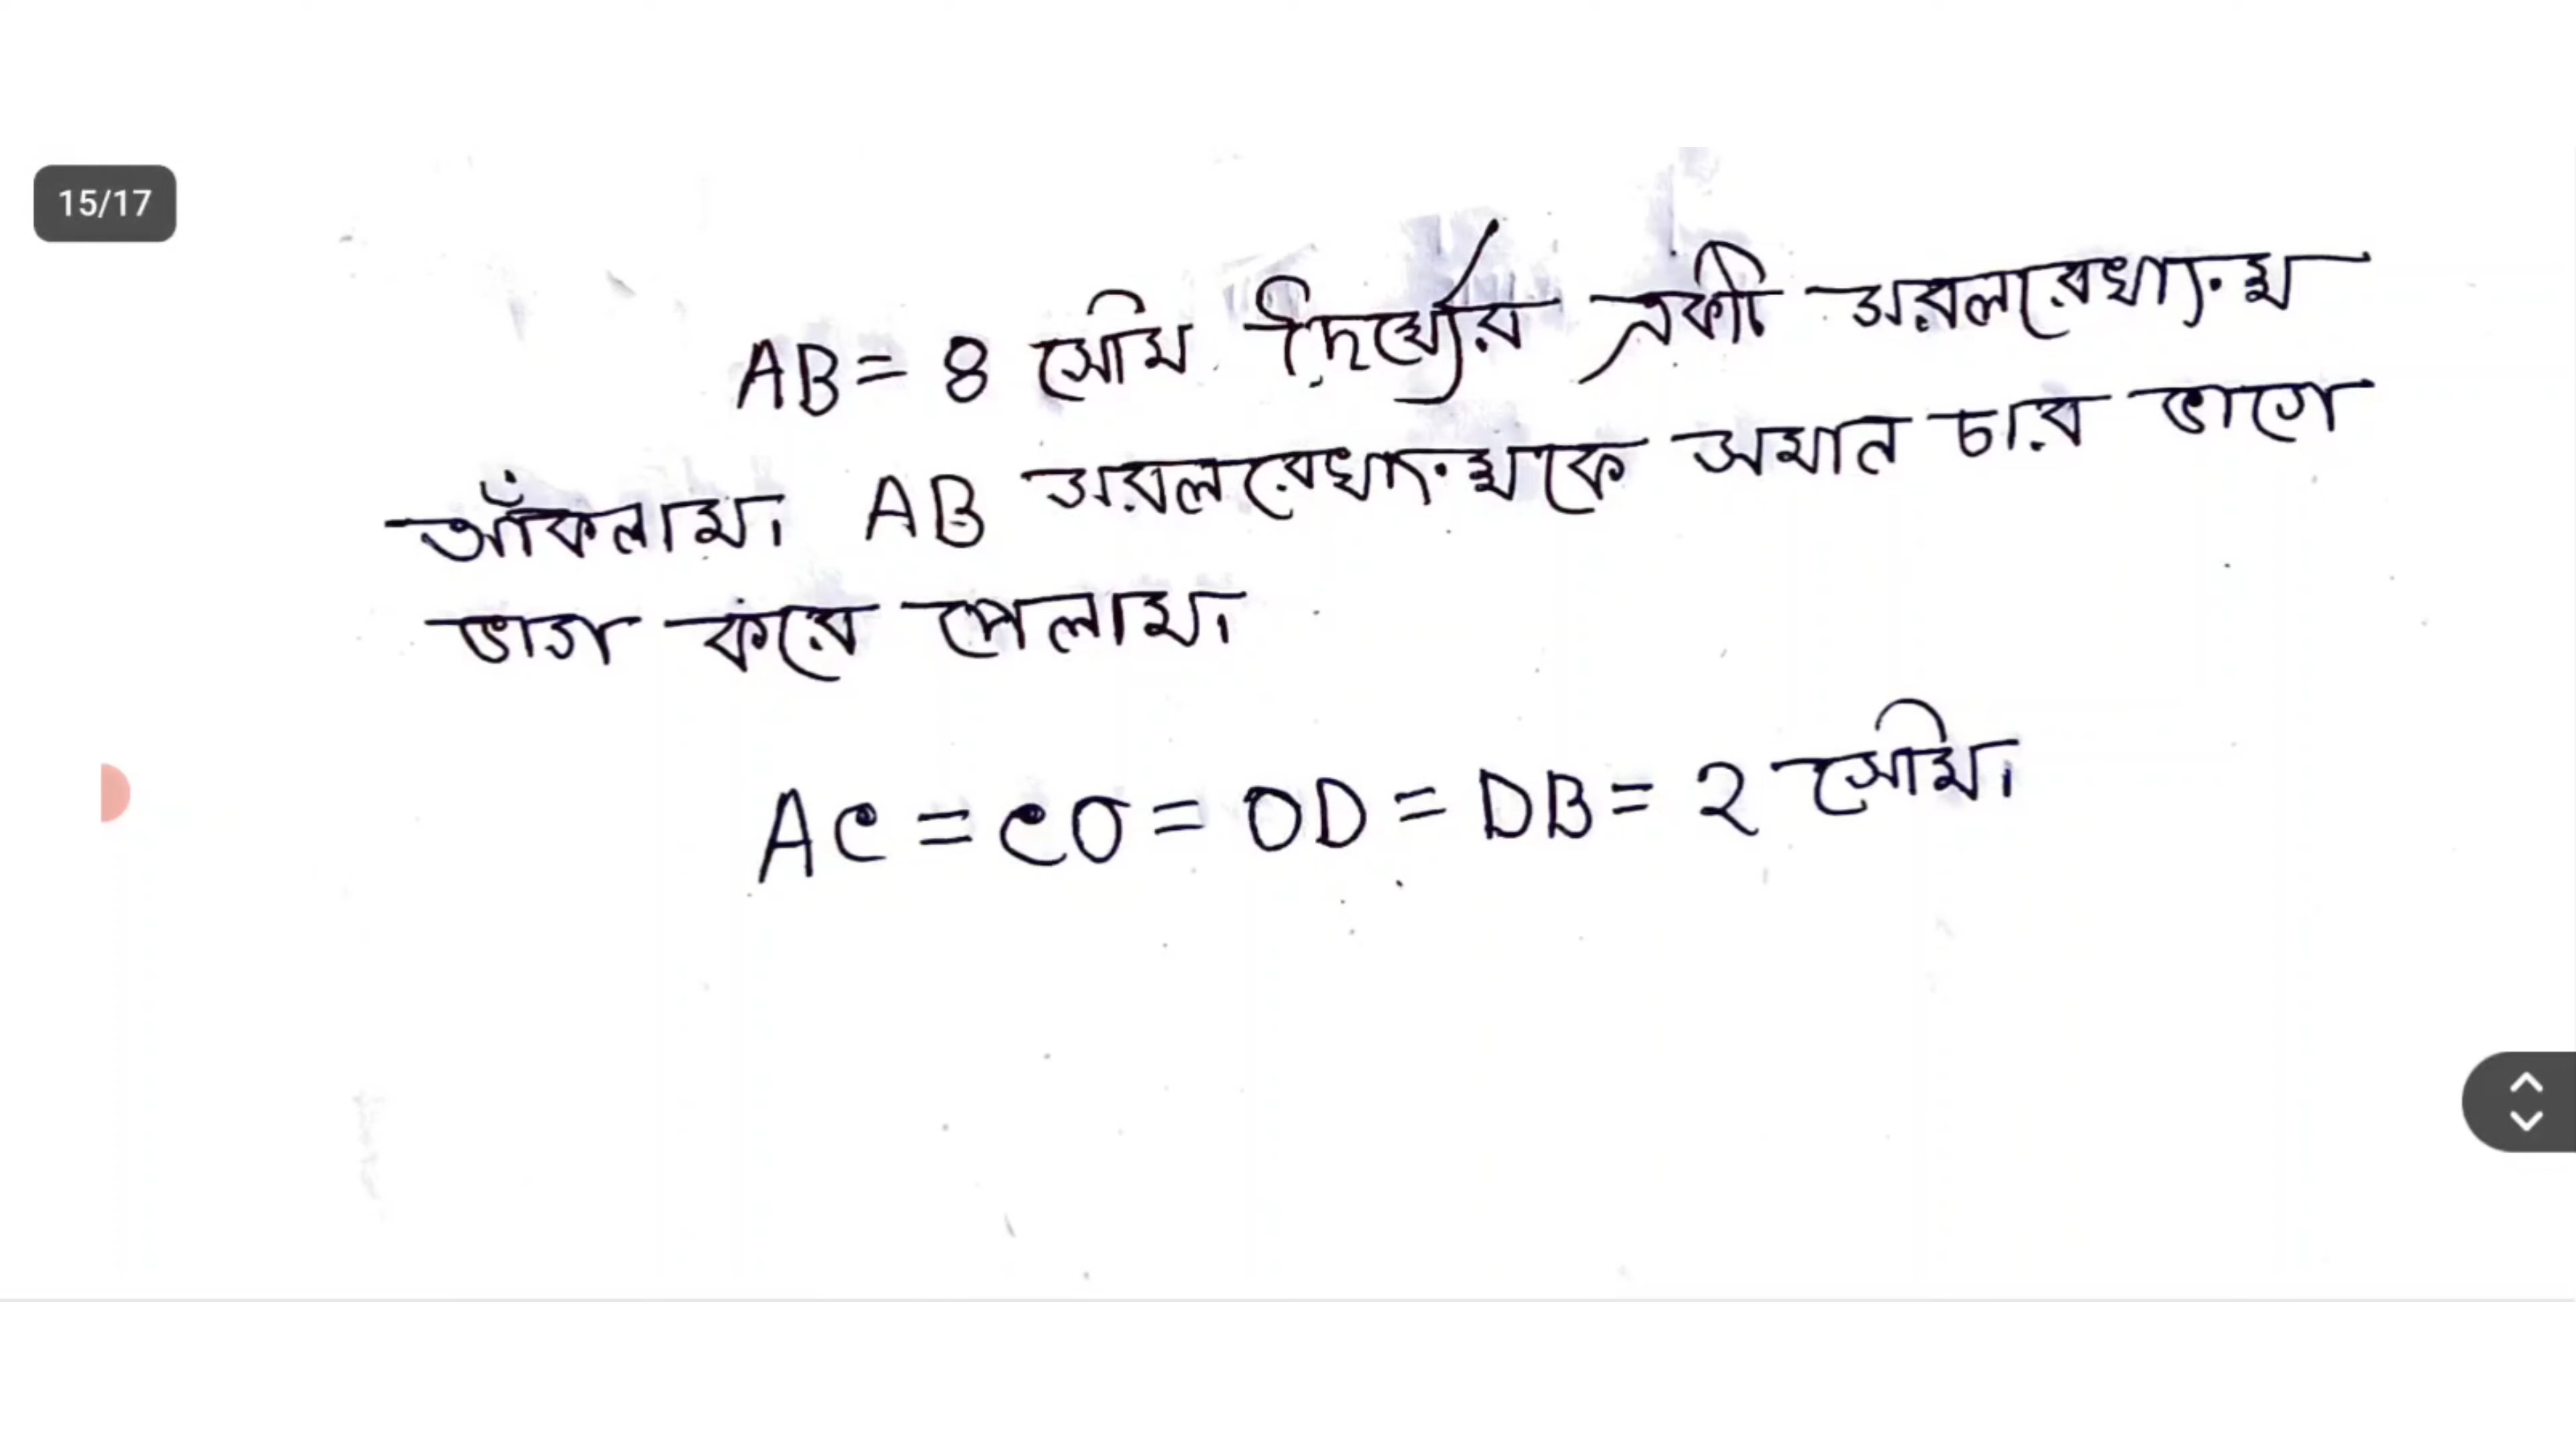 15/17
AB = 8 সেমি দৈর্ঘ্যের একটি সরলরেখাংশ
আঁকলাম। AB সরলরেখাংশকে সমান চার ভাগে
ভাগ করে পেলাম।
AC = CO = OD = DB = 2 সেমি।